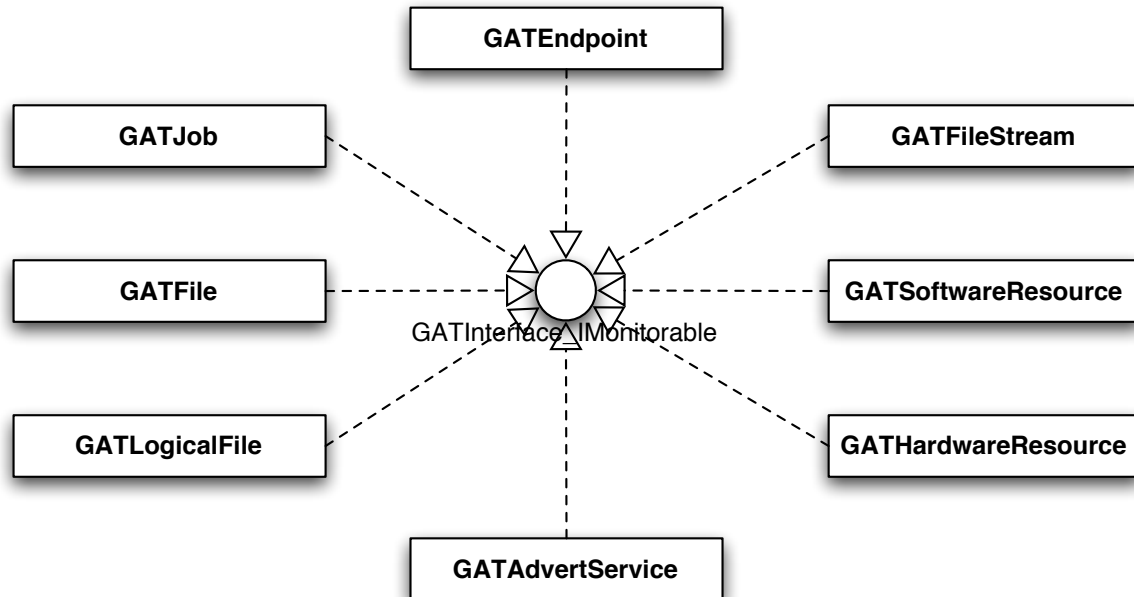 GATEndpoint
GATJob
GATFileStream
GATFile
GATSoftwareResource
GATInterface_IMonitorable
GATLogicalFile
GATHardwareResource
GATAdvertService